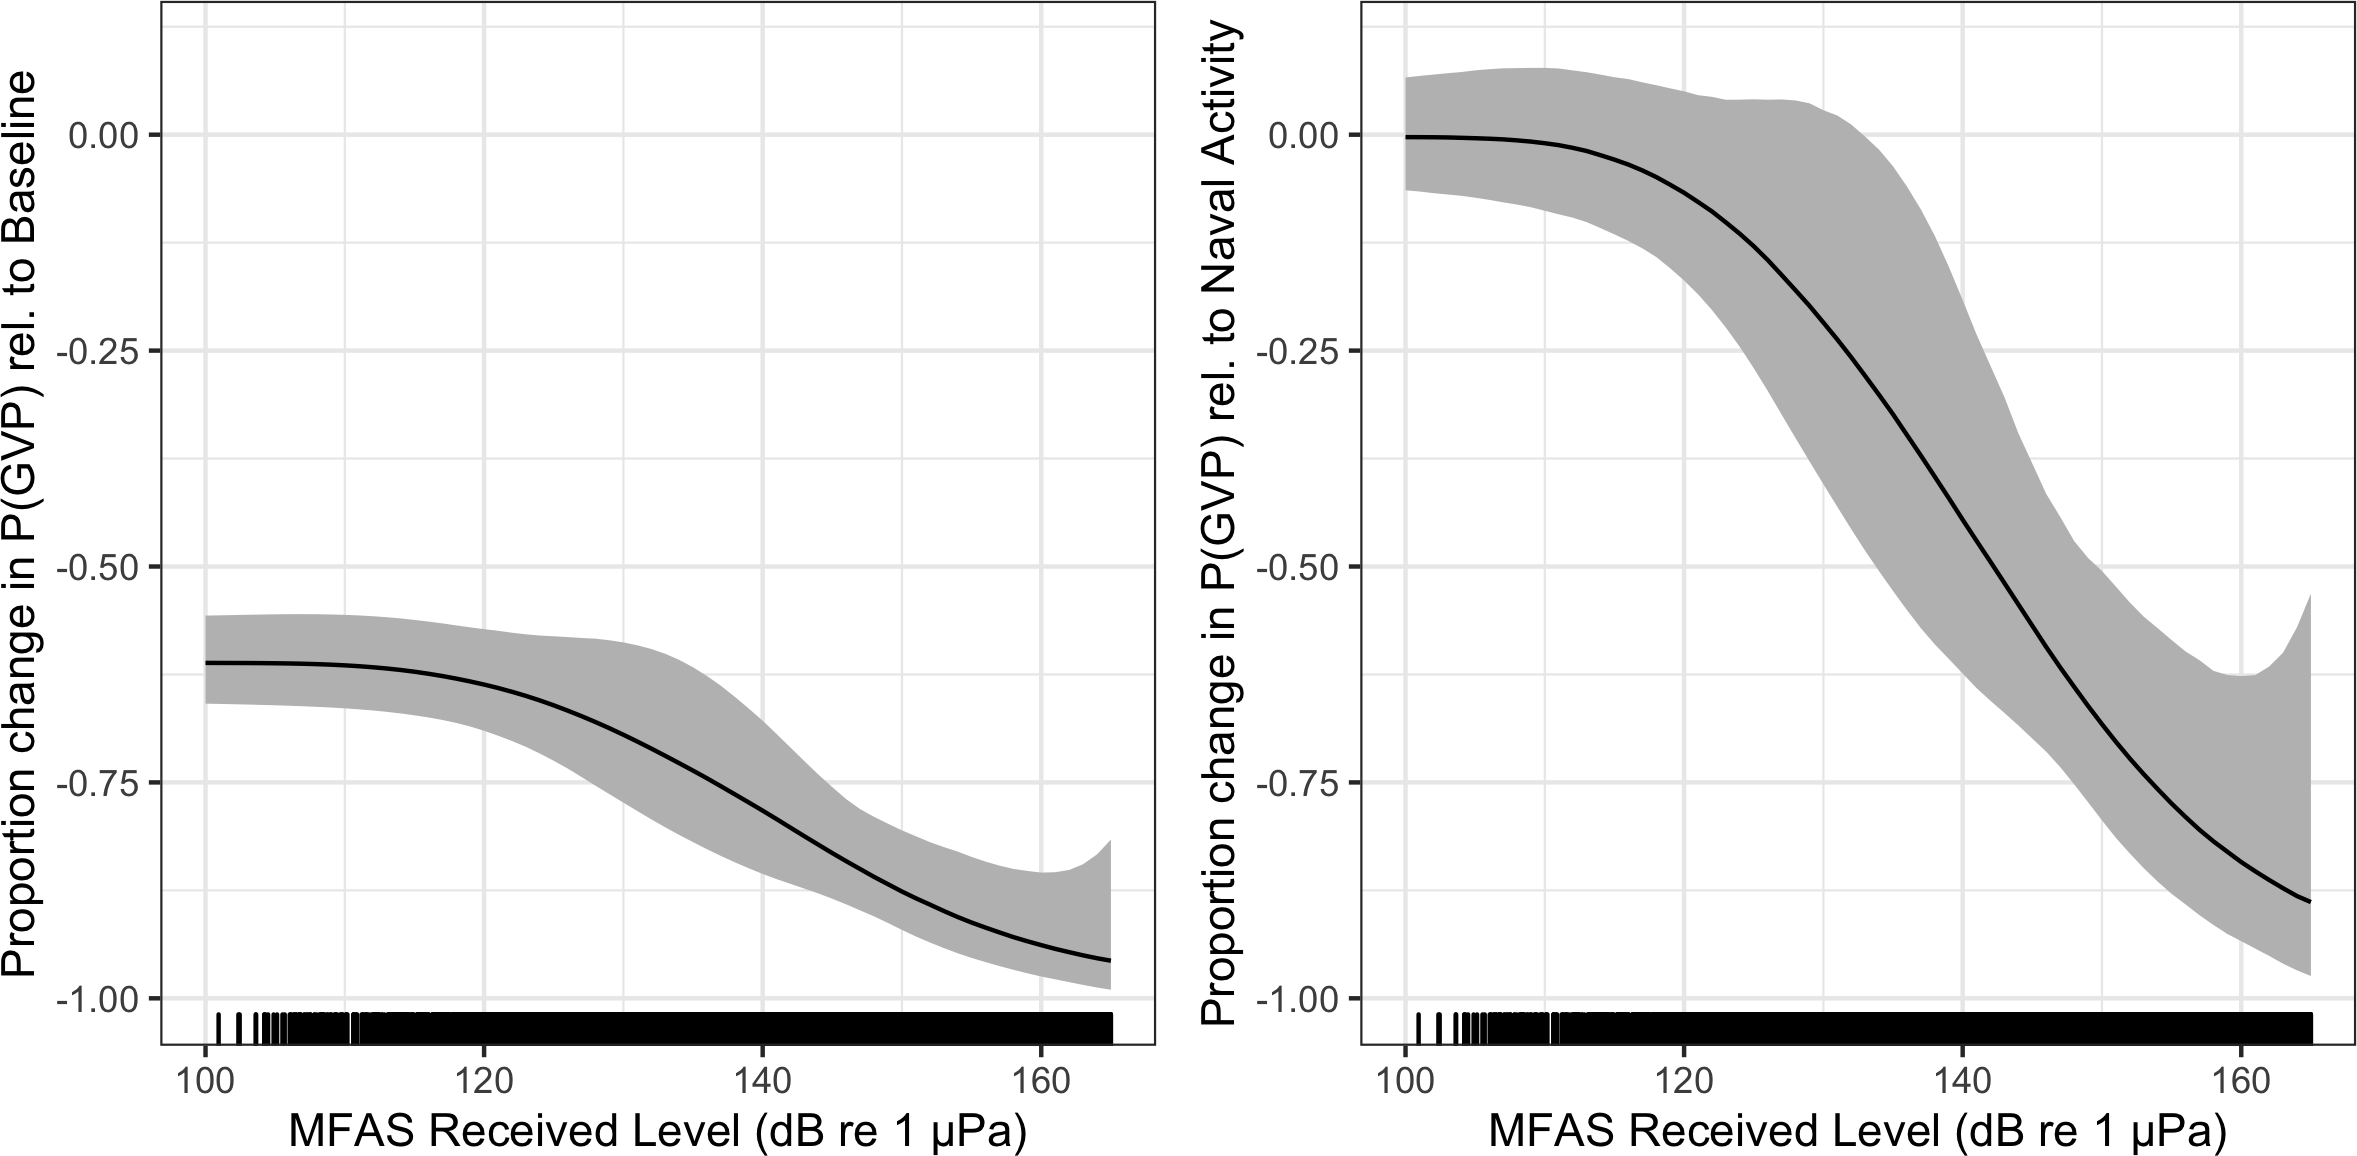 Proportion change in P(GVP) rel. to Baseline
0.00
-0.25
-0.50
-0.75
-1.00
100 120 140 160
MFAS Received Level (dB re 1 µPa)
Proportion change in P(GVP) rel. to Naval Activity
0.00
-0.25
-0.50
-0.75
-1.00
100 120 140 160
MFAS Received Level (dB re 1 µPa)